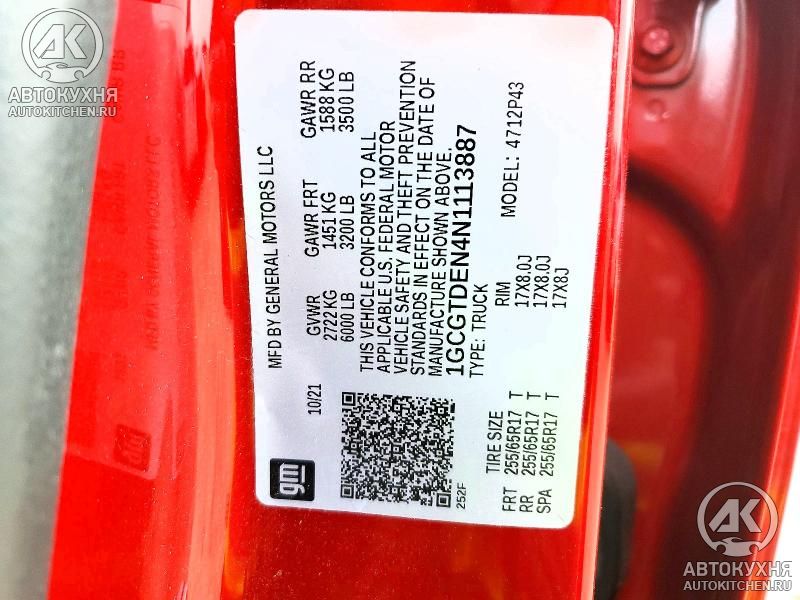 MFD BY GENERAL MOTORS LLC
gm
10/21
GVWR GAWR FRT GAWR RR
2722 KG 1451 KG 1588 KG
6000 LB 3200 LB 3500 LB
THIS VEHICLE CONFORMS TO ALL
APPLICABLE U.S. FEDERAL MOTOR
VEHICLE SAFETY AND THEFT PREVENTION
STANDARDS IN EFFECT ON THE DATE OF
MANUFACTURE SHOWN ABOVE.
1GCGTDEN4N1113887
252F
TYPE: TRUCK MODEL: 4712P43
TIRE SIZE RIM
FRT 255/65R17 T 17X8.0J
RR 255/65R17 T 17X8.0J
SPA 255/65R17 T 17X8J
АК
АВТОКУХНЯ
AUTOKITCHEN.RU
АК
АВТОКУХНЯ
AUTOKITCHEN.RU